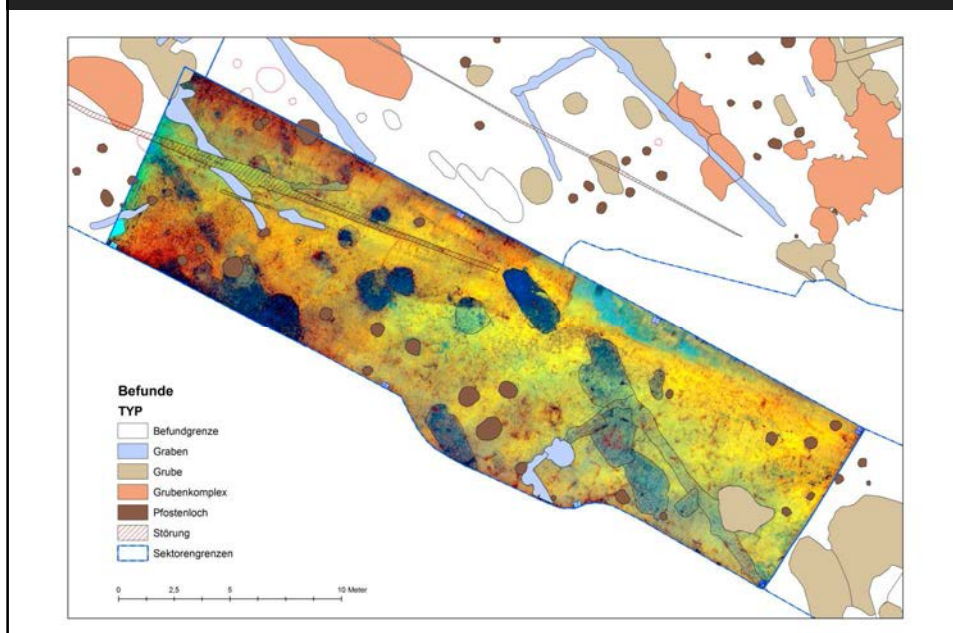 Befunde
TYP
Befundgrenze
Graben
Grube
Grubenkomplex
Pfostenloch
Störung
Sektorengrenzen
0 2,5 5 10 Meter